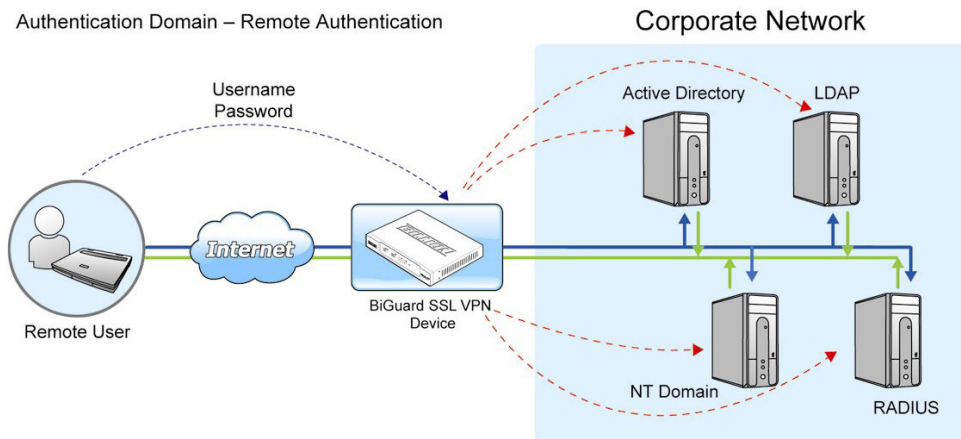 Authentication Domain – Remote Authentication
Corporate Network
Username
Password
Active Directory
LDAP
Internet
BiGuard SSL VPN
Device
Remote User
NT Domain
RADIUS